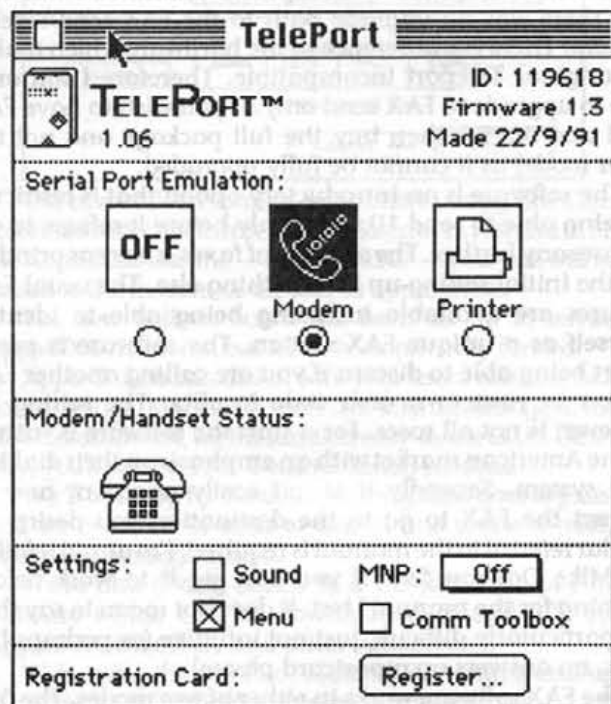 TelePort
TELEPORT™
1.06
ID: 119618
Firmware: 3
Made 22/9/91
Serial Port Emulation
OFF
Modem
Printer
Modem/Handset Status:
Settings:
Sound
MNP:
Off
Menu
Comm Toolbox
Registration Card:
Register...